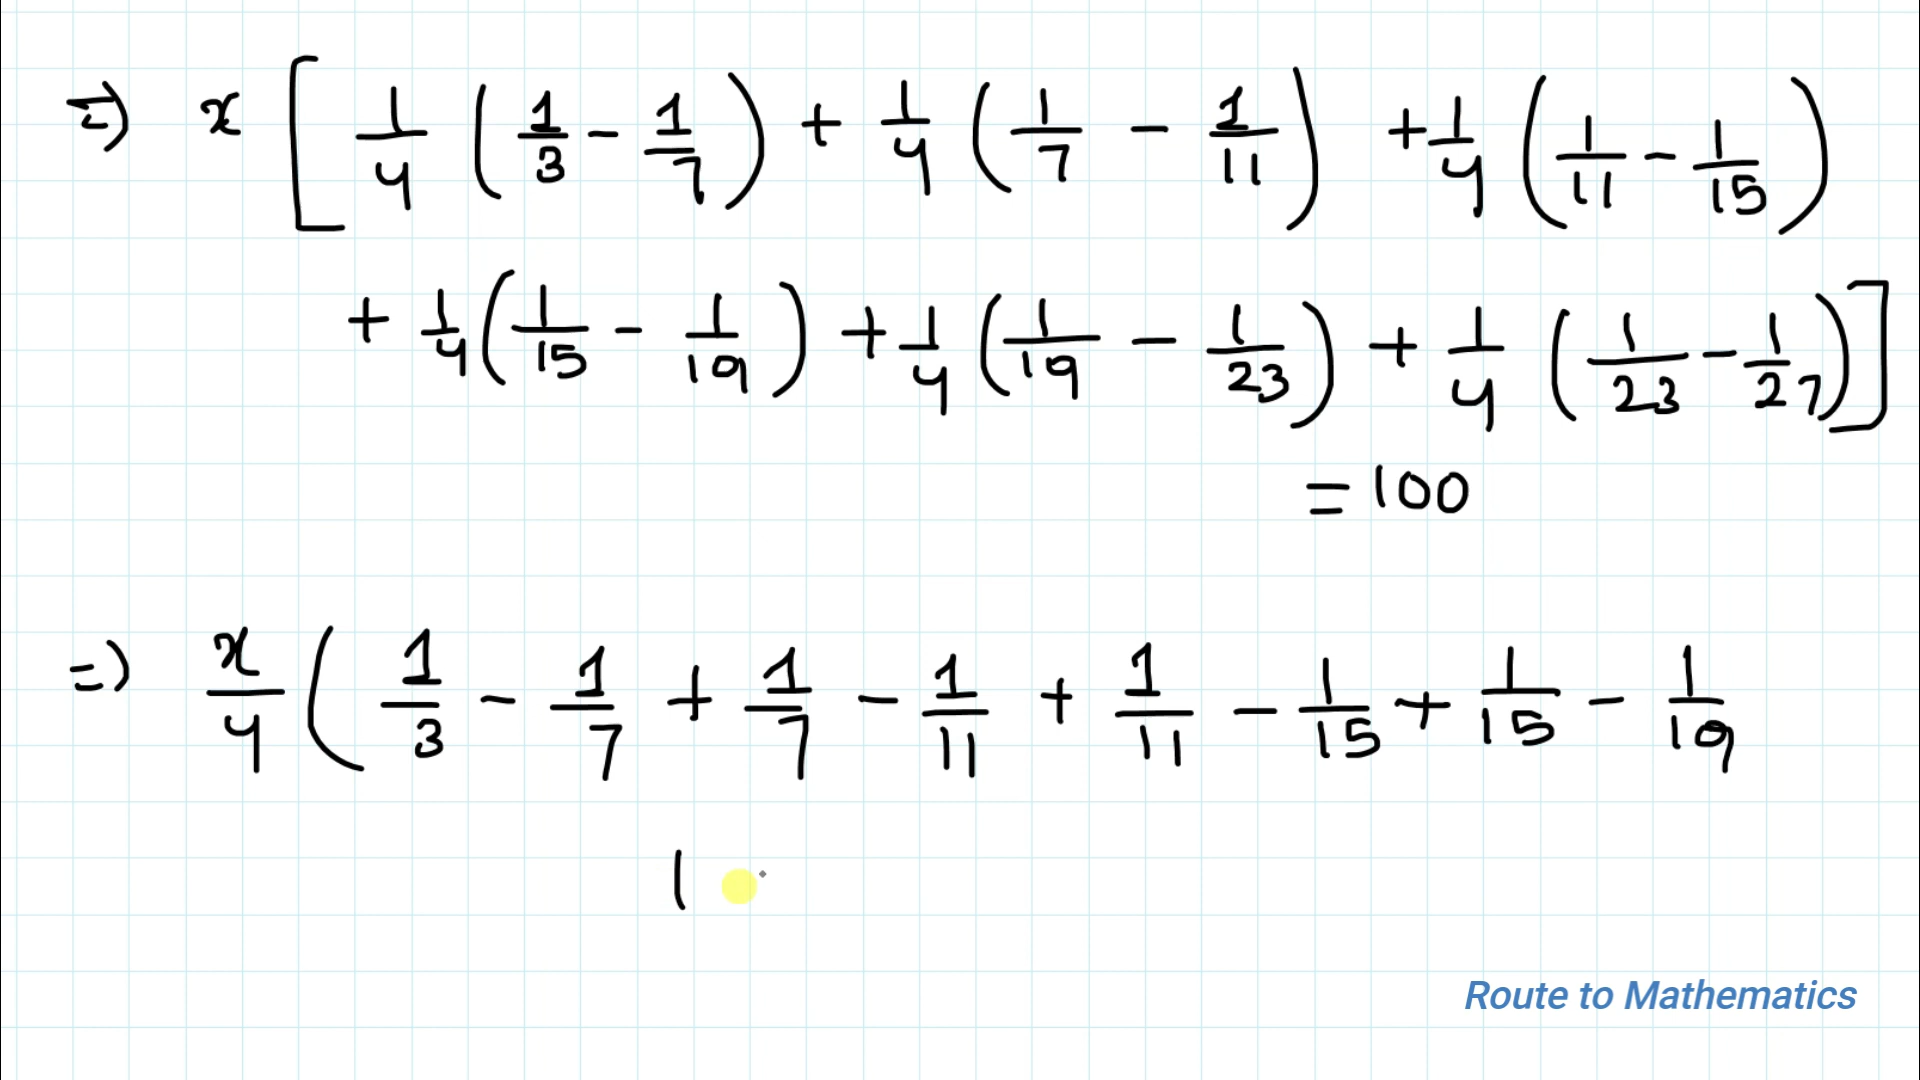 =) x [ 1/4 ( 1/3 - 1/7 ) + 1/4 ( 1/7 - 1/11 ) + 1/4 ( 1/11 - 1/15 )
+ 1/4 ( 1/15 - 1/19 ) + 1/4 ( 1/19 - 1/23 ) + 1/4 ( 1/23 - 1/27 ) ]
= 100
=) x/4 ( 1/3 - 1/7 + 1/7 - 1/11 + 1/11 - 1/15 + 1/15 - 1/19
1
Route to Mathematics